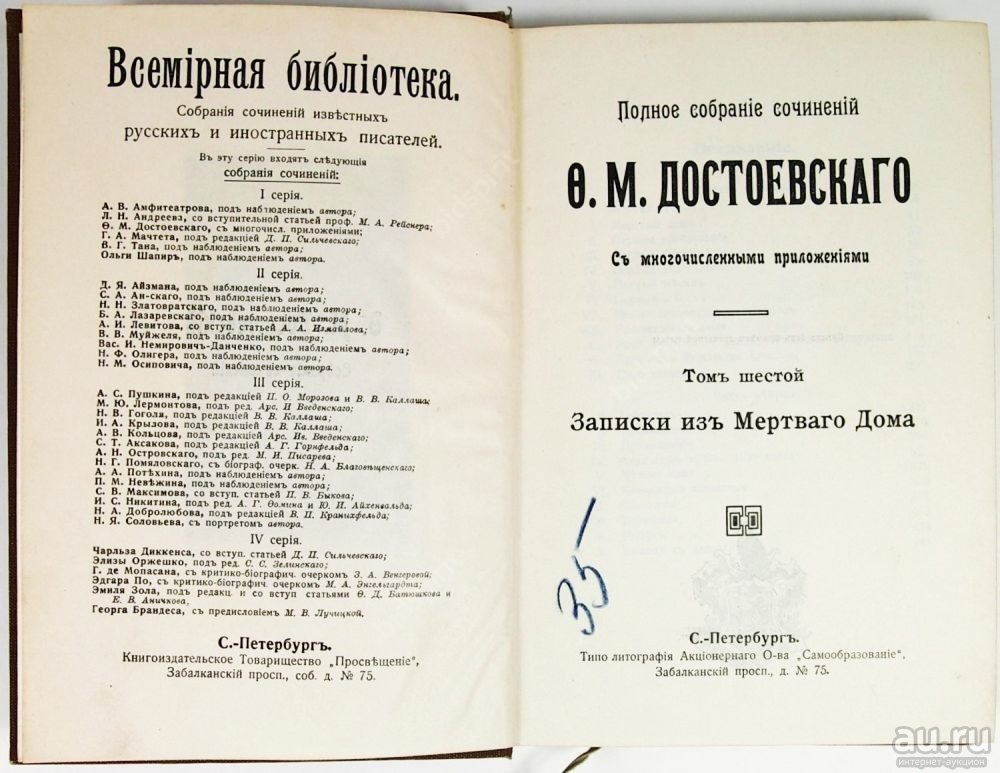 Всемірная библіотека.
Собранія сочиненій извѣстныхъ
русскихъ и иностранныхъ писателей.
Въ эту серію входятъ слѣдующія
собранія сочиненій:
I серія.
А. В. Амфитеатрова, подъ наблюденіемъ автора;
Л. Н. Андреева, со вступительной статьей проф. М. А. Рейснера;
Ѳ. М. Достоевскаго, съ многочисл. приложеніями;
Г. А. Мачтета, подъ редакціей Д. П. Сильчевскаго;
В. Г. Тана, подъ наблюденіемъ автора;
Ольги Шапиръ, подъ наблюденіемъ автора.
II серія.
Д. Я. Айзмана, подъ наблюденіемъ автора;
С. А. Ан-скаго, подъ наблюденіемъ автора;
Н. Н. Златовратскаго, подъ наблюденіемъ автора;
Б. А. Лазаревскаго, подъ наблюденіемъ автора;
А. И. Левитова, со вступ. статьей А. А. Измайлова;
В. В. Муйжеля, подъ наблюденіемъ автора;
Вас. И. Немировичъ-Данченко, подъ наблюденіемъ автора;
Н. Ф. Олигера, подъ наблюденіемъ автора;
Н. М. Осиповича, подъ наблюденіемъ автора.
III серія.
А. С. Пушкина, подъ редакціей П. О. Морозова и В. В. Каллаша;
М. Ю. Лермонтова, подъ ред. Арс. И Введенскаго;
Н. В. Гоголя, подъ редакціей В. В. Каллаша;
И. А. Крылова, подъ редакціей В. В. Каллаша;
А. В. Кольцова, подъ редакціей Арс. Ив. Введенскаго;
С. Т. Аксакова, подъ редакціей А. Г. Горнфельда;
А. Н. Островскаго, подъ ред. М. И. Писарева;
Н. Г. Помяловскаго, съ біограф. очерк. Н. А. Благовѣщенскаго;
А. А. Потѣхина, подъ наблюденіемъ автора;
П. М. Невѣжина, подъ наблюденіемъ автора;
С. В. Максимова, со вступ. статьей П. В. Быкова;
И. С. Никитина, подъ ред. А. Г. Ѳомина и Ю. И. Айхенвальда;
Н. А. Добролюбова, подъ редакціей В. П. Кранихфельда;
Н. Я. Соловьева, съ портретомъ автора.
IV серія.
Чарльза Диккенса, со вступ. статьей Д. П. Сильчевскаго;
Элизы Оржешко, подъ ред. С. С. Зелинскаго;
Г. де Мопасана, съ критико-біографич. очеркомъ З. А. Венгеровой;
Эдгара По, съ критико-біографич. очеркомъ М. А. Энгельгардта;
Эмиля Зола, подъ редакц. и со вступ статьями Ѳ. Д. Батюшкова и
Е. В. Аничкова,
Георга Брандеса, съ предисловіемъ М. В. Лучицкой.
С.-Петербургъ.
Книгоиздательское Товарищество „Просвѣщеніе“,
Забалканский просп., соб. д. № 75.
Полное собраніе сочиненій
Ѳ. М. ДОСТОЕВСКАГО
Съ многочисленными приложеніями
Томъ шестой
Записки изъ Мертваго Дома
35-
С.-Петербургъ.
Типо литографія Акціонернаго О-ва „Самообразованіе“,
Забалканскій просп., д. № 75.
au.ru
интернет-аукцион